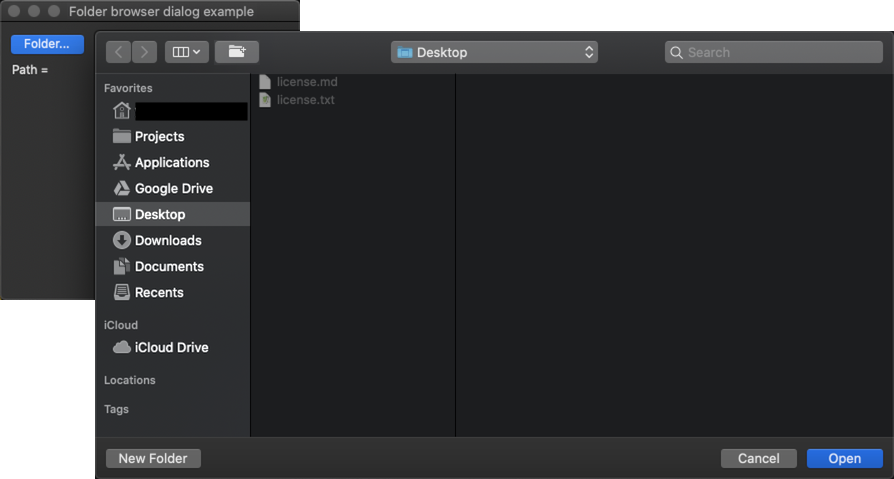 Folder browser dialog example
Folder...
Path =
Desktop
Search
Favorites
Projects
Applications
Google Drive
Desktop
Downloads
Documents
Recents
iCloud
iCloud Drive
Locations
Tags
license.md
license.txt
New Folder
Cancel
Open